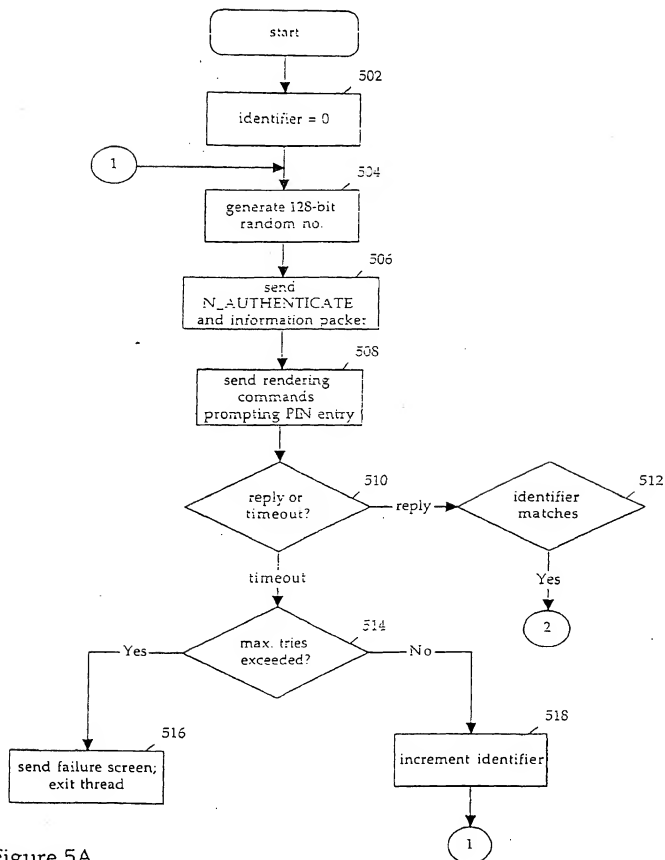 start
502
identifier = 0
1
504
generate 128-bit
random no.
506
send
N_AUTHENTICATE
and information packet
508
send rendering
commands
prompting PIN entry
510
reply or
timeout?
reply
512
identifier
matches
timeout
Yes
2
514
max. tries
exceeded?
Yes
No
516
send failure screen;
exit thread
518
increment identifier
1
Figure 5A